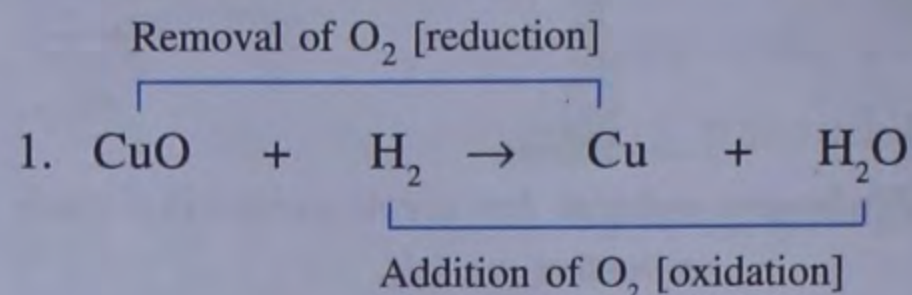 Removal of O₂ [reduction]
1. CuO + H₂ → Cu + H₂O
Addition of O₂ [oxidation]